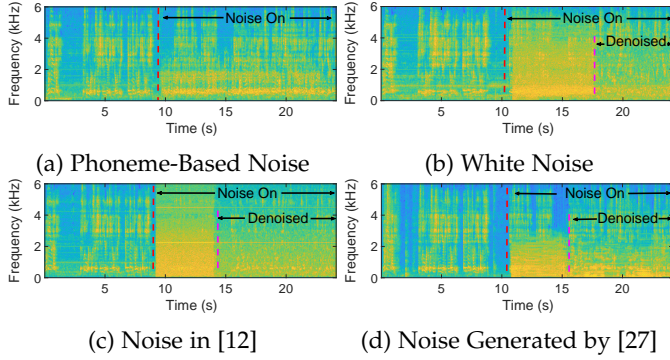 Frequency (kHz)
6
4
2
0
Noise On
5 10 15 20
Time (s)
(a) Phoneme-Based Noise
Frequency (kHz)
6
4
2
0
Noise On
Denoised
5 10 15 20
Time (s)
(b) White Noise
Frequency (kHz)
6
4
2
0
Noise On
Denoised
5 10 15 20
Time (s)
(c) Noise in [12]
Frequency (kHz)
6
4
2
0
Noise On
Denoised
5 10 15 20
Time (s)
(d) Noise Generated by [27]